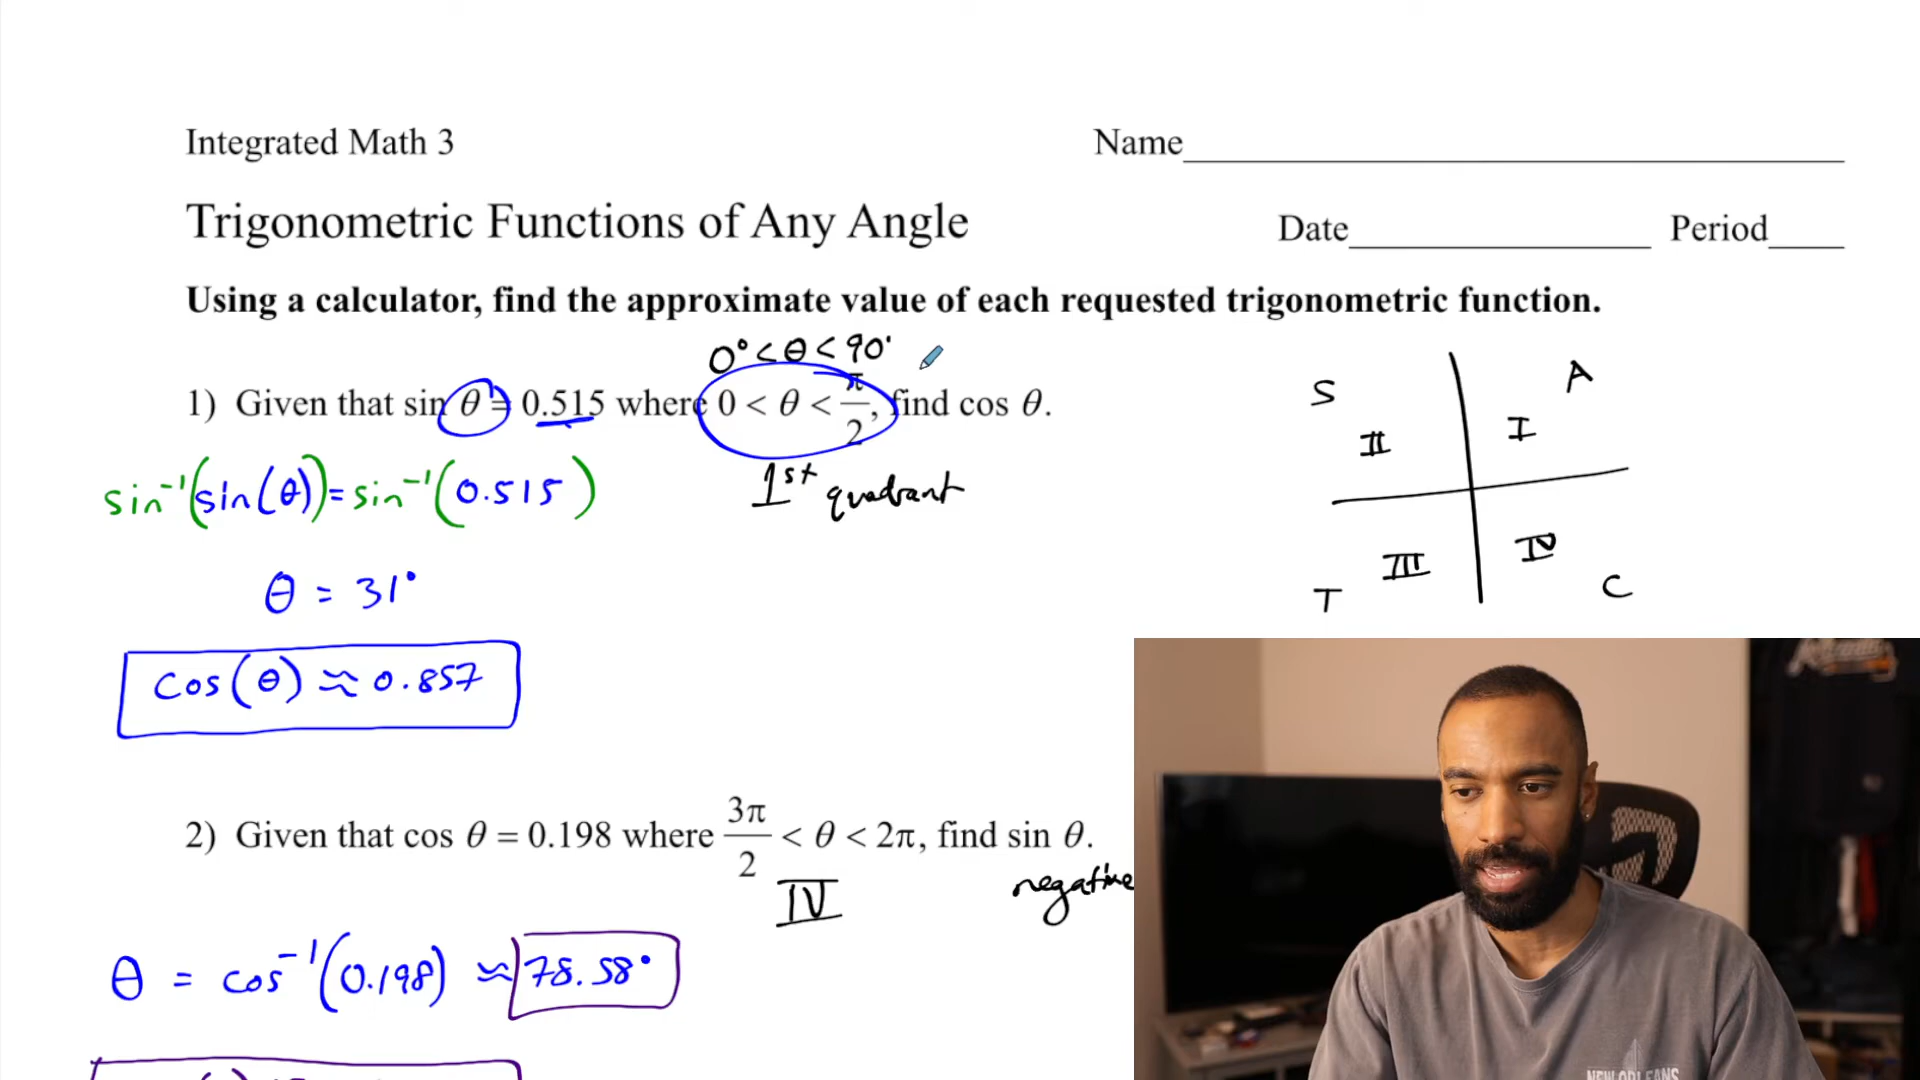 Integrated Math 3
Name
Trigonometric Functions of Any Angle
Date
Period
Using a calculator, find the approximate value of each requested trigonometric function.
0° < θ < 90°
1) Given that sin θ = 0.515 where 0 < θ < π/2, find cos θ.
S
A
II
I
III
IV
T
C
1st quadrant
sin⁻¹(sin(θ)) = sin⁻¹(0.515)
θ = 31°
cos(θ) ≈ 0.857
2) Given that cos θ = 0.198 where 3π/2 < θ < 2π, find sin θ.
IV
negative
θ = cos⁻¹(0.198) ≈ 78.58°
NEW ORLEANS